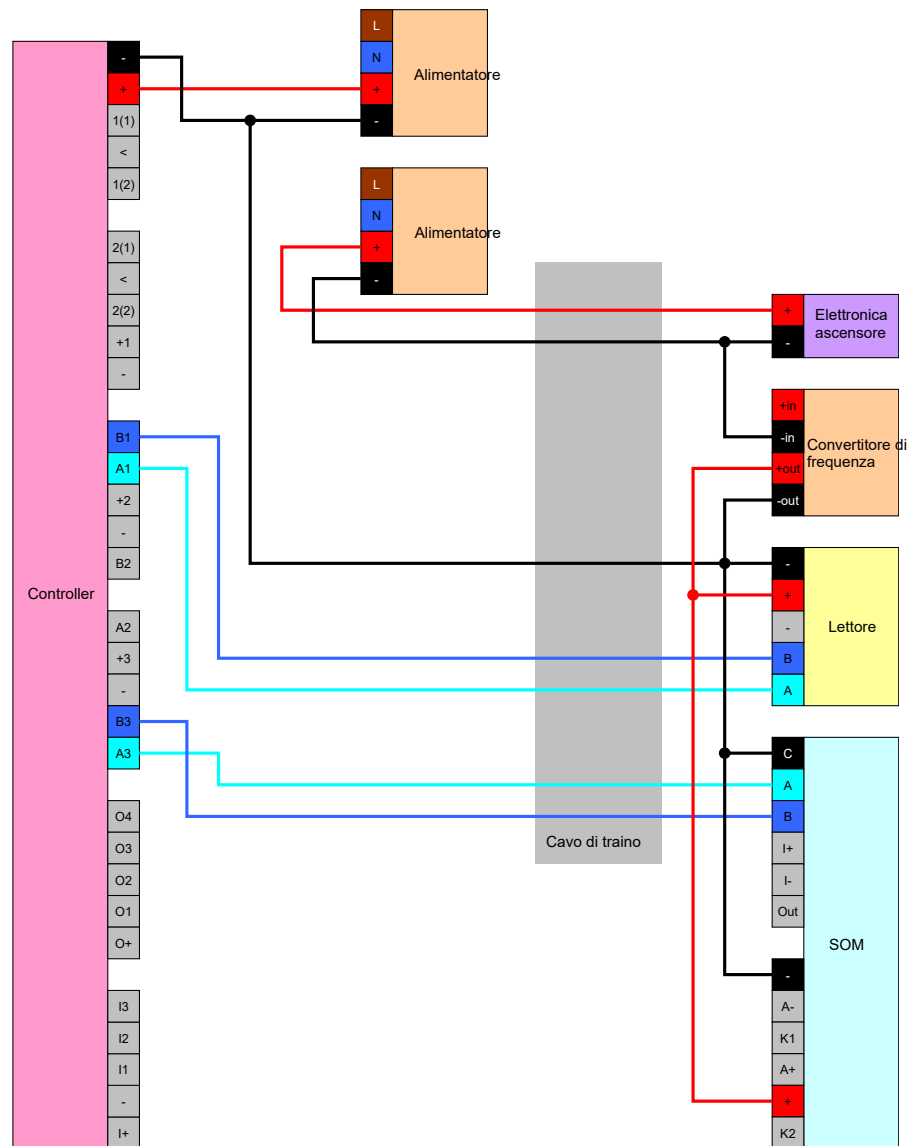 Controller
-
+
1(1)
<
1(2)
2(1)
<
2(2)
+1
-
B1
A1
+2
-
B2
A2
+3
-
B3
A3
O4
O3
O2
O1
O+
I3
I2
I1
-
I+
L
N
+
-
Alimentatore
L
N
+
-
Alimentatore
Cavo di traino
+
-
Elettronica
ascensore
+in
-in
+out
-out
Convertitore di
frequenza
-
+
-
B
A
Lettore
C
A
B
I+
I-
Out
-
A-
K1
A+
+
K2
SOM